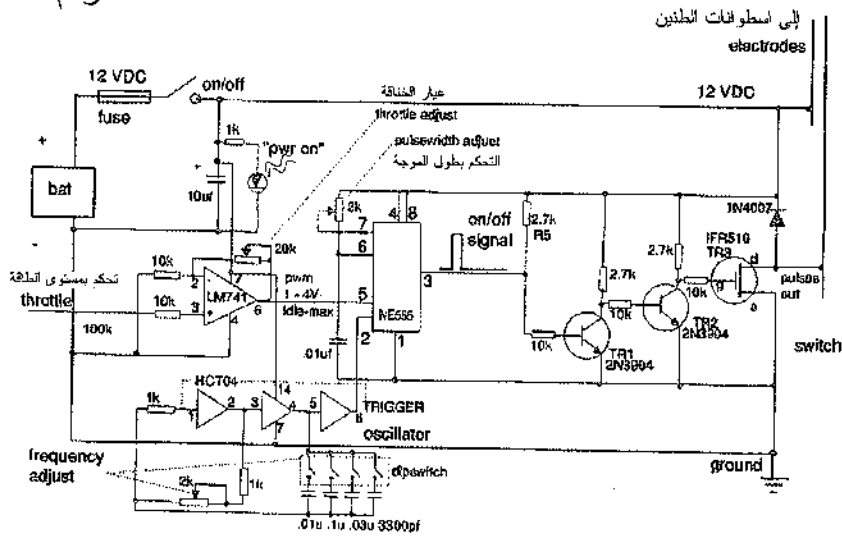 إلى اسطوانات الطنين
electrodes
12 VDC
on/off
fuse
12 VDC
عيار الخناقة
throttle adjust
1k
"pwr on"
pulsewidth adjust
التحكم بطول الموجة
+
bat
-
+
10uf
2k
4 8
7
6
on/off
signal
2.7k
R5
1N4007
20k
3
2.7k
2.7k
IFR510
TR3
d
g
s
pulses
out
10k
2
7
LM741
6
4
pwm
1 - 4V
idle-max
5
NE555
2
1
تحكم بمستوى الطاقة
throttle
10k
3
100k
10k
10k
10k
TR1
2N3904
TR2
2N3904
switch
.01uf
HCT04
14
1k
1
2
3
4
5
6
7
TRIGGER
oscillator
frequency
adjust
2k
1k
dipswitch
ground
.01u .1u .03u 3300pf